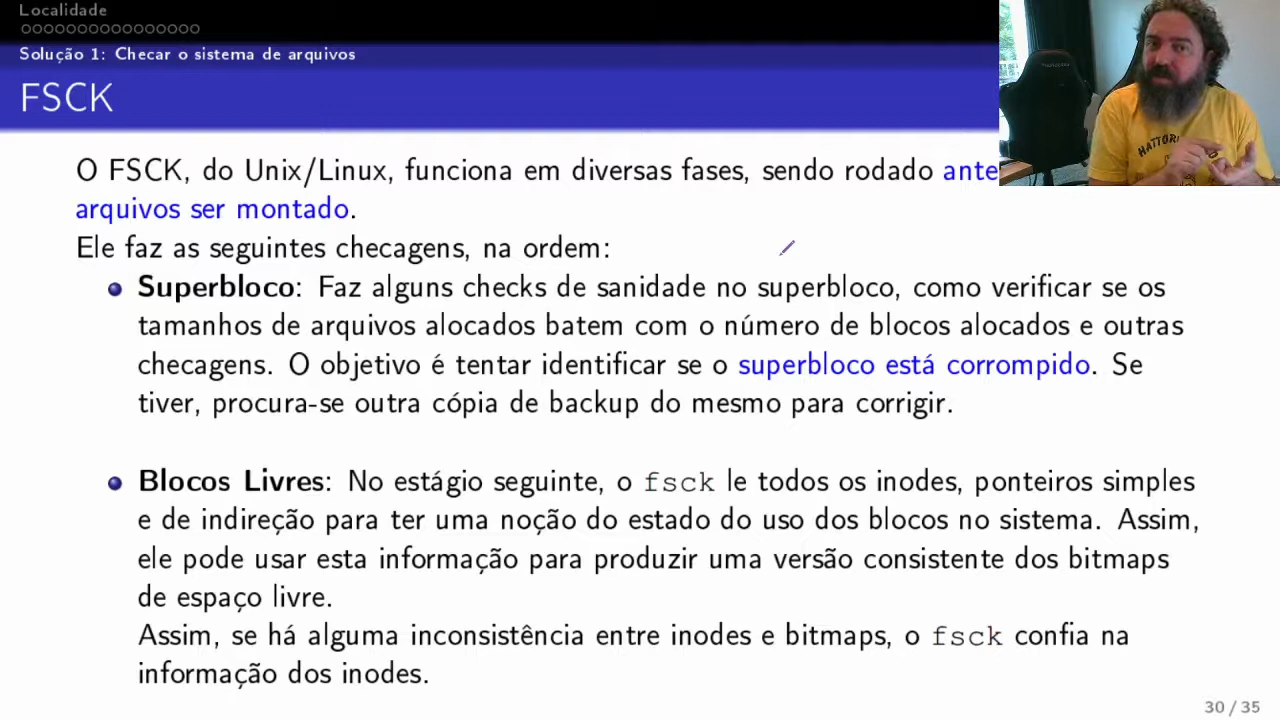 Localidade
Solução 1: Checar o sistema de arquivos
FSCK
O FSCK, do Unix/Linux, funciona em diversas fases, sendo rodado
arquivos ser montado.
Ele faz as seguintes checagens, na ordem:
Superbloco: Faz alguns checks de sanidade no superbloco, como verificar se os
tamanhos de arquivos alocados batem com o número de blocos alocados e outras
checagens. O objetivo é tentar identificar se o superbloco está corrompido. Se
tiver, procura-se outra cópia de backup do mesmo para corrigir.
Blocos Livres: No estágio seguinte, o fsck le todos os inodes, ponteiros simples
e de indireção para ter uma noção do estado do uso dos blocos no sistema. Assim,
ele pode usar esta informação para produzir uma versão consistente dos bitmaps
de espaço livre.
Assim, se há alguma inconsistência entre inodes e bitmaps, o fsck confia na
informação dos inodes.
30 / 35